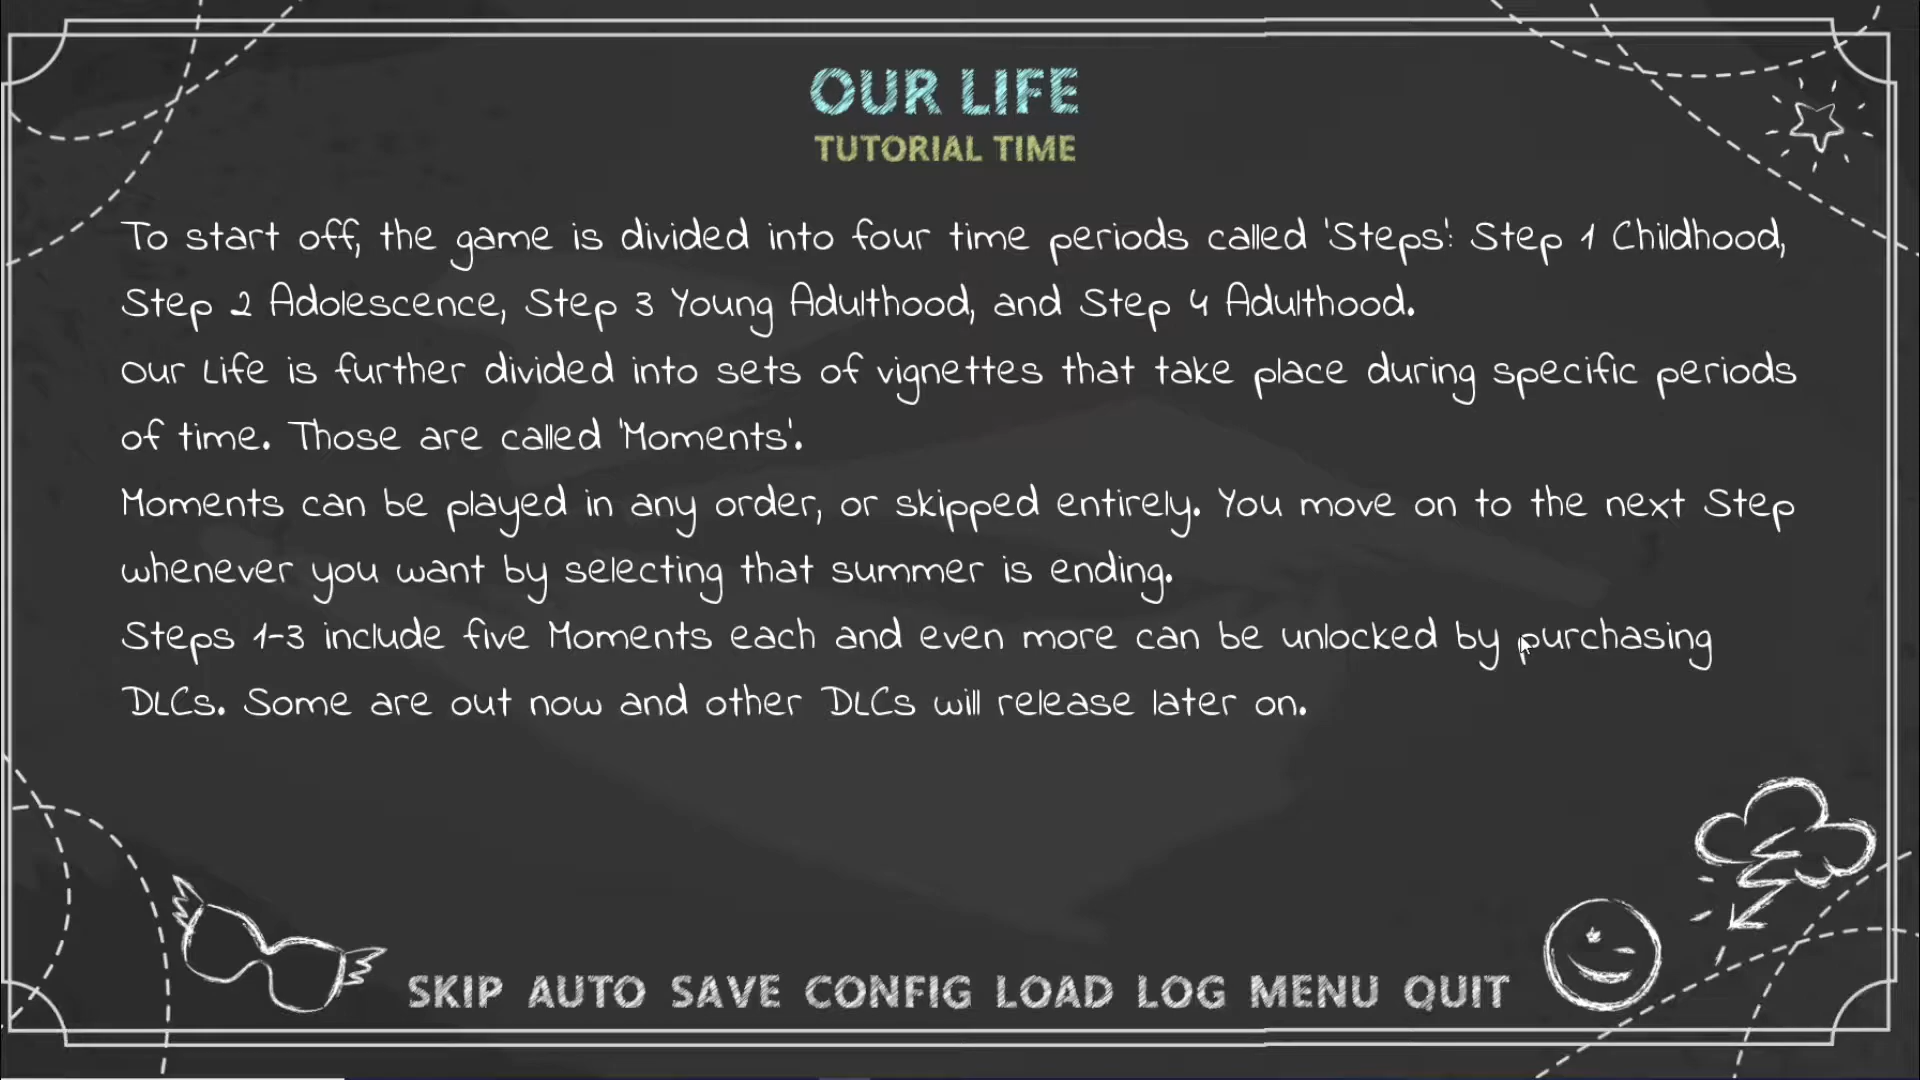 OUR LIFE
TUTORIAL TIME
To start off, the game is divided into four time periods called 'Steps': Step 1 Childhood,
Step 2 Adolescence, Step 3 Young Adulthood, and Step 4 Adulthood.
Our Life is further divided into sets of vignettes that take place during specific periods
of time. Those are called 'Moments'.
Moments can be played in any order, or skipped entirely. You move on to the next Step
whenever you want by selecting that summer is ending.
Steps 1-3 include five Moments each and even more can be unlocked by purchasing
DLCs. Some are out now and other DLCs will release later on.
SKIP AUTO SAVE CONFIG LOAD LOG MENU QUIT